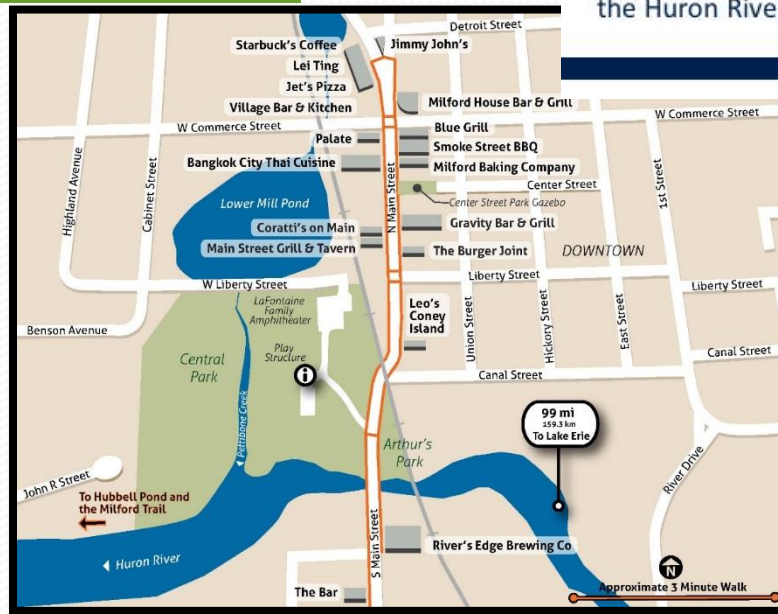 the Huron Rive
Detroit Street
Starbuck's Coffee
Jimmy John's
Lei Ting
Jet's Pizza
Village Bar & Kitchen
Milford House Bar & Grill
W Commerce Street
W Commerce Street
Palate
Blue Grill
Smoke Street BBQ
Bangkok City Thai Cuisine
Milford Baking Company
Highland Avenue
Cabinet Street
Lower Mill Pond
N Main Street
Center Street
Center Street Park Gazebo
1st Street
Coratti's on Main
Gravity Bar & Grill
Main Street Grill & Tavern
The Burger Joint
DOWNTOWN
W Liberty Street
Liberty Street
Liberty Street
LaFontaine
Family
Amphitheater
Leo's
Coney
Island
Union Street
Hickory Street
East Street
Benson Avenue
Central
Park
Play
Structure
Canal Street
Canal Street
Pettibone Creek
99 mi
159.3 km
To Lake Erie
Arthur's
Park
River Drive
John R Street
To Hubbell Pond and
the Milford Trail
Huron River
S Main Street
River's Edge Brewing Co
The Bar
N
Approximate 3 Minute Walk